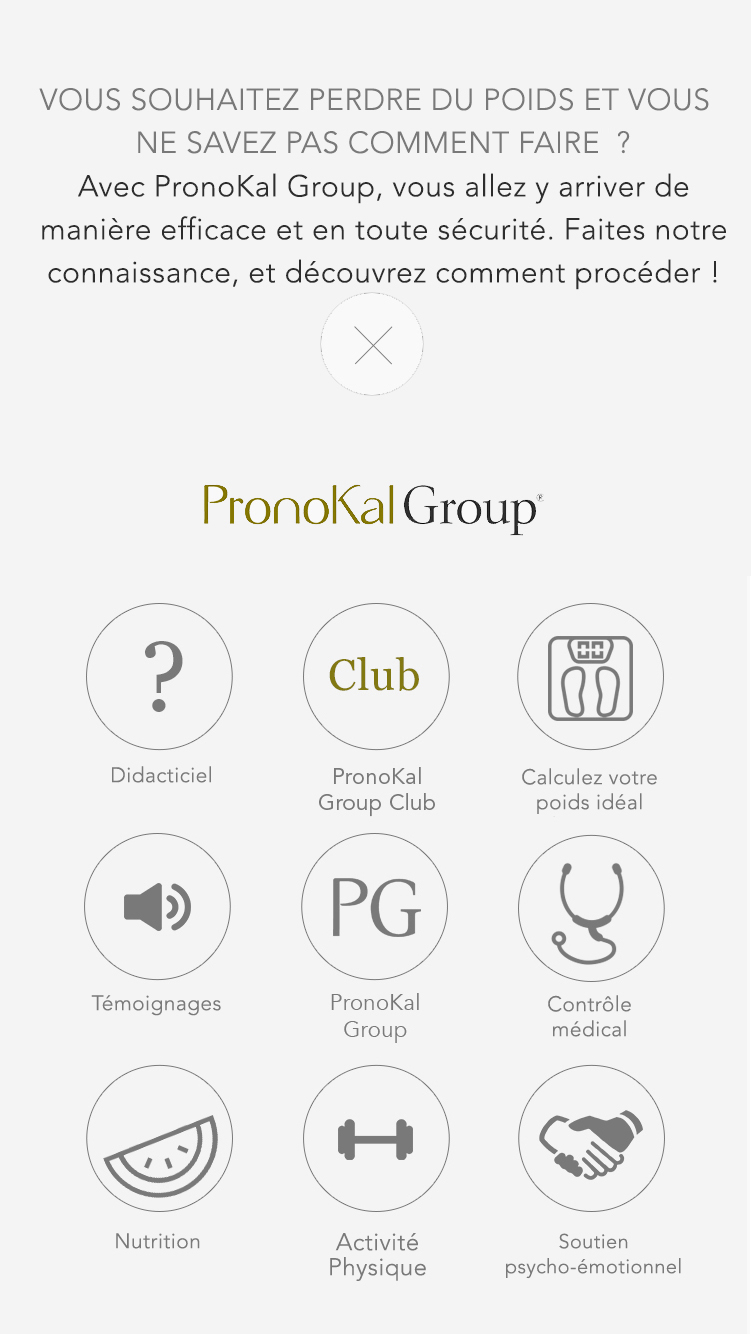 VOUS SOUHAITEZ PERDRE DU POIDS ET VOUS
NE SAVEZ PAS COMMENT FAIRE ?
Avec PronoKal Group, vous allez y arriver de
manière efficace et en toute sécurité. Faites notre
connaissance, et découvrez comment procéder !
PronoKal Group®
?
Club
Didacticiel
PronoKal
Group Club
Calculez votre
poids idéal
PG
Témoignages
PronoKal
Group
Contrôle
médical
Nutrition
Activité
Physique
Soutien
psycho-émotionnel